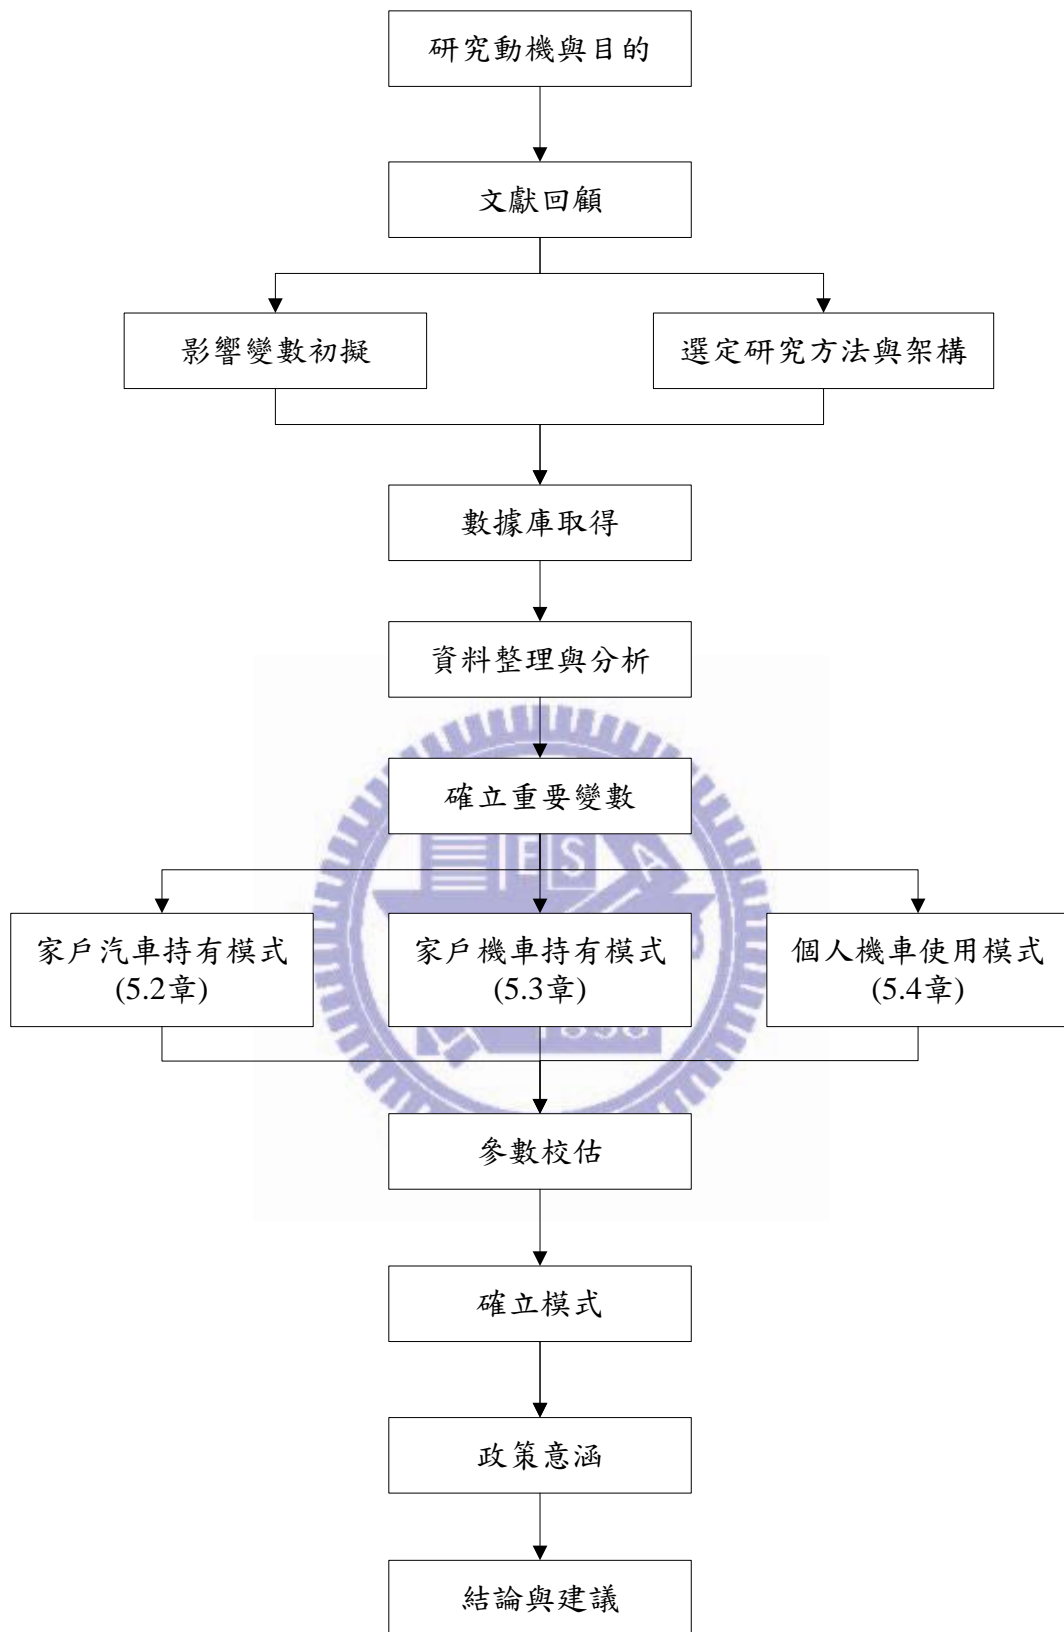 研究動機與目的
文獻回顧
影響變數初擬
選定研究方法與架構
數據庫取得
資料整理與分析
確立重要變數
ES
A
家戶汽車持有模式
(5.2章)
家戶機車持有模式
(5.3章)
個人機車使用模式
(5.4章)
1896
參數校估
確立模式
政策意涵
結論與建議